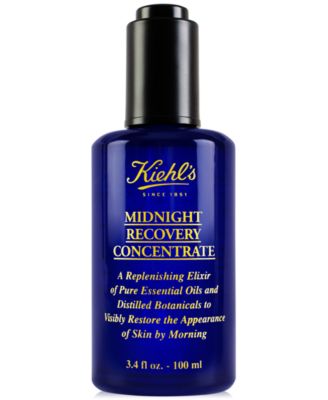 Kiehl's
SINCE 1851
MIDNIGHT
RECOVERY
CONCENTRATE
A Replenishing Elixir
of Pure Essential Oils and
Distilled Botanicals to
Visibly Restore the Appearance
of Skin by Morning
3.4 fl. oz. - 100 ml